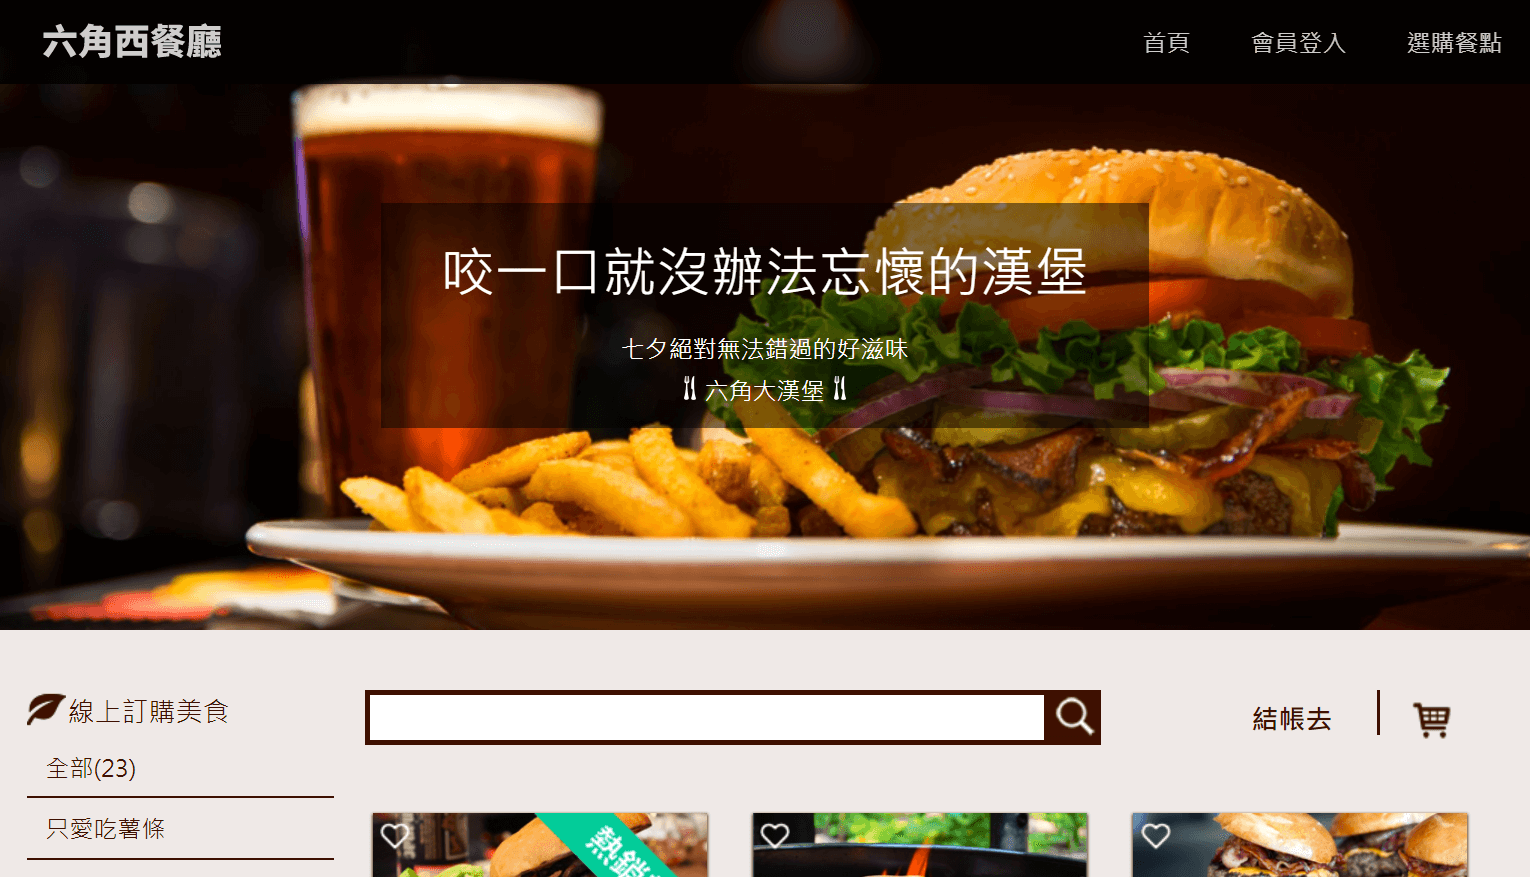 六角西餐廳
首頁 會員登入 選購餐點
咬一口就沒辦法忘懷的漢堡
七夕絕對無法錯過的好滋味
六角大漢堡
線上訂購美食
結帳去
全部(23)
只愛吃薯條
熱銷